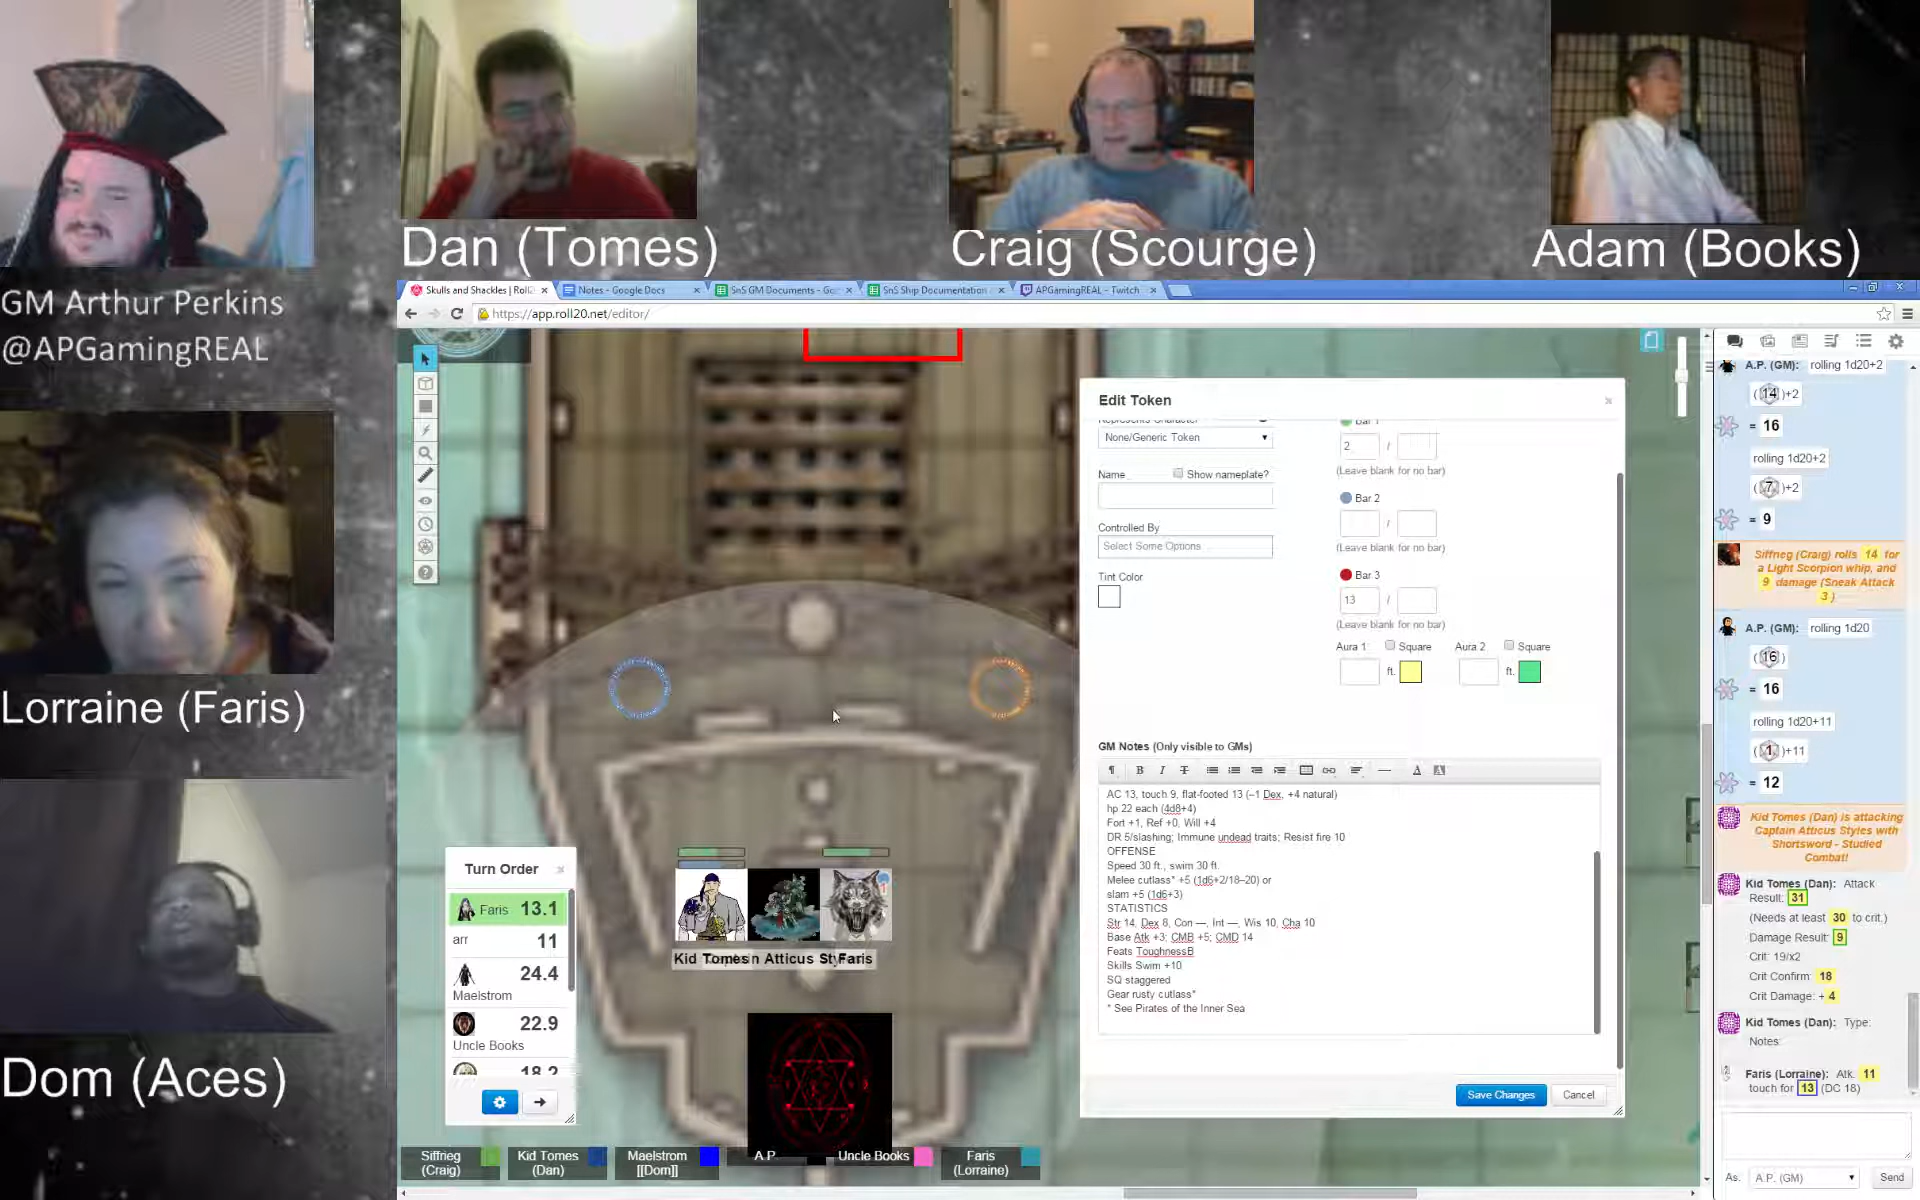 Dan (Tomes)
Craig (Scourge)
Adam (Books)
GM Arthur Perkins
@APGamingREAL
Lorraine (Faris)
Dom (Aces)
Skulls and Shackles | Roll2
Notes - Google Docs
SnS GM Documents - Go
SnS Ship Documentation
APGamingREAL - Twitch
https://app.roll20.net/editor/
Edit Token
None/Generic Token
Name
Show nameplate?
Controlled By
Select Some Options
Tint Color
Bar 1
2 /
(Leave blank for no bar)
Bar 2
/
(Leave blank for no bar)
Bar 3
13 /
(Leave blank for no bar)
Aura 1 Square Aura 2 Square
ft. ft.
GM Notes (Only visible to GMs)
AC 13, touch 9, flat-footed 13 (–1 Dex, +4 natural)
hp 22 each (4d8+4)
Fort +1, Ref +0, Will +4
DR 5/slashing; Immune undead traits; Resist fire 10
OFFENSE
Speed 30 ft., swim 30 ft.
Melee cutlass* +5 (1d6+2/18–20) or
slam +5 (1d6+3)
STATISTICS
Str 14, Dex 8, Con —, Int —, Wis 10, Cha 10
Base Atk +3; CMB +5; CMD 14
Feats ToughnessB
Skills Swim +10
SQ staggered
Gear rusty cutlass*
* See Pirates of the Inner Sea
Save Changes
Cancel
Turn Order
Faris 13.1
arr 11
24.4
Maelstrom
22.9
Uncle Books
18.2
Kid Tomes
n Atticus Sty
Faris
1
Siffrieg
(Craig)
Kid Tomes
(Dan)
Maelstrom
[[Dom]]
A.P.
Uncle Books
Faris
(Lorraine)
A.P. (GM): rolling 1d20+2
(14)+2
= 16
rolling 1d20+2
(7)+2
= 9
Siffrieg (Craig) rolls 14 for
a Light Scorpion whip, and
9 damage (Sneak Attack
3)
A.P. (GM): rolling 1d20
(16)
= 16
rolling 1d20+11
(1)+11
= 12
Kid Tomes (Dan) is attacking
Captain Atticus Styles with
Shortsword - Studied
Combat!
Kid Tomes (Dan): Attack
Result: 31
(Needs at least 30 to crit.)
Damage Result: 9
Crit: 19/x2
Crit Confirm: 18
Crit Damage: + 4
Kid Tomes (Dan): Type:
Notes:
Faris (Lorraine): Atk. 11
touch for 13 (DC 18)
As: A.P. (GM)
Send